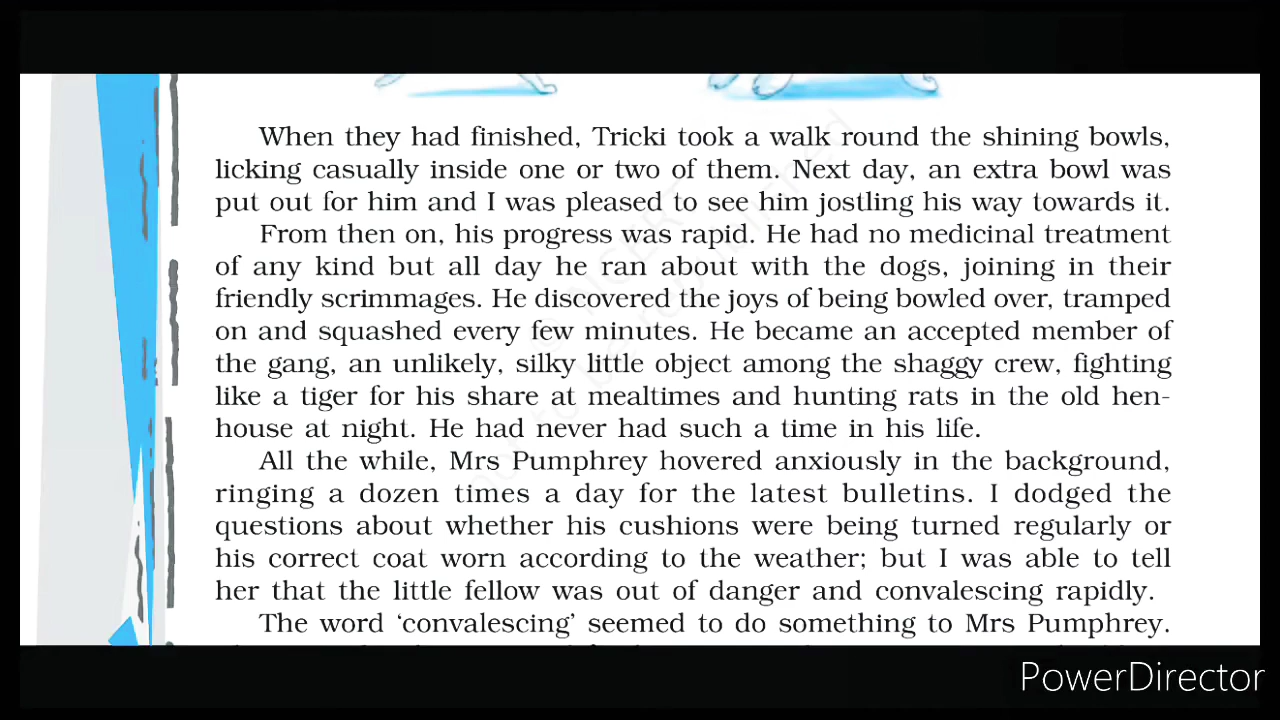 When they had finished, Tricki took a walk round the shining bowls,
licking casually inside one or two of them. Next day, an extra bowl was
put out for him and I was pleased to see him jostling his way towards it.
From then on, his progress was rapid. He had no medicinal treatment
of any kind but all day he ran about with the dogs, joining in their
friendly scrimmages. He discovered the joys of being bowled over, tramped
on and squashed every few minutes. He became an accepted member of
the gang, an unlikely, silky little object among the shaggy crew, fighting
like a tiger for his share at mealtimes and hunting rats in the old hen-
house at night. He had never had such a time in his life.
All the while, Mrs Pumphrey hovered anxiously in the background,
ringing a dozen times a day for the latest bulletins. I dodged the
questions about whether his cushions were being turned regularly or
his correct coat worn according to the weather; but I was able to tell
her that the little fellow was out of danger and convalescing rapidly.
The word ‘convalescing’ seemed to do something to Mrs Pumphrey.
PowerDirector